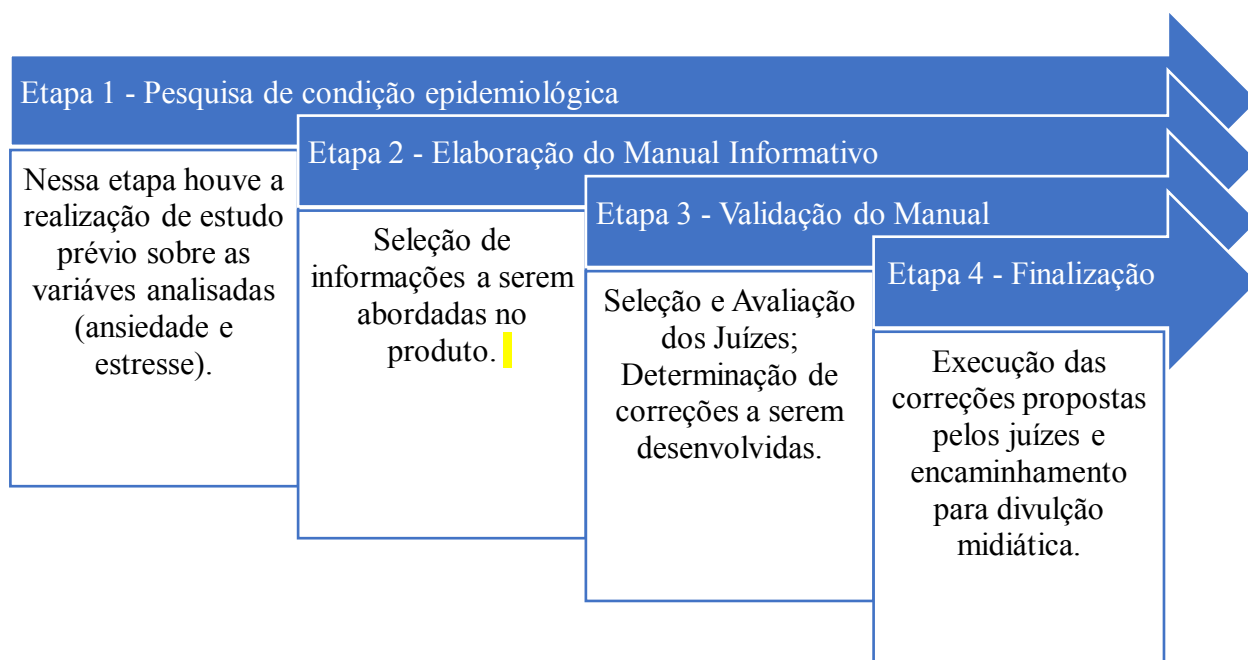 Etapa 1 - Pesquisa de condição epidemiológica
Nessa etapa houve a
realização de estudo
prévio sobre as
variáves analisadas
(ansiedade e
estresse).
Etapa 2 - Elaboração do Manual Informativo
Seleção de
informações a serem
abordadas no
produto.
Etapa 3 - Validação do Manual
Seleção e Avaliação
dos Juízes;
Determinação de
correções a serem
desenvolvidas.
Etapa 4 - Finalização
Execução das
correções propostas
pelos juízes e
encaminhamento
para divulção
midiática.